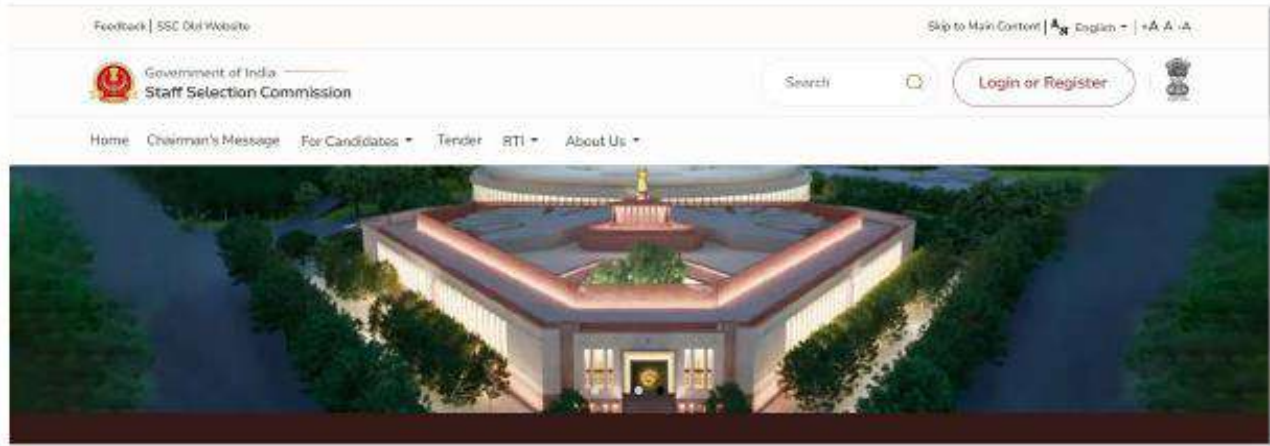 Feedback | SSC Old Website
Skip to Main Content | English | +A A -A
Government of India
Staff Selection Commission
Search
Login or Register
Home Chairman's Message For Candidates Tender RTI About Us